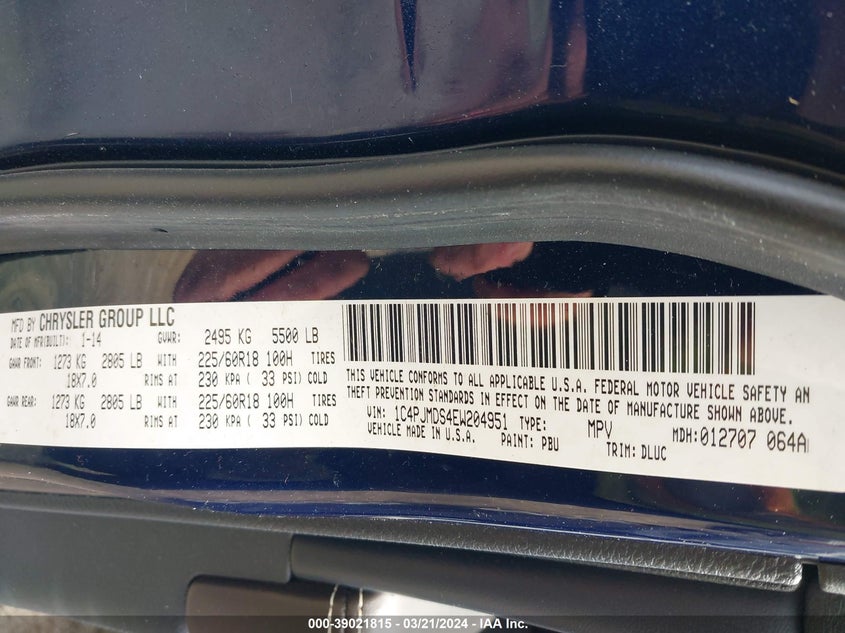 MFD BY CHRYSLER GROUP LLC
DATE OF MFR(BUILT): 1-14 GVWR: 2495 KG 5500 LB
GAWR FRONT: 1273 KG 2805 LB WITH 225/60R18 100H TIRES
18X7.0 RIMS AT 230 KPA ( 33 PSI) COLD
GAWR REAR: 1273 KG 2805 LB WITH 225/60R18 100H TIRES
18X7.0 RIMS AT 230 KPA ( 33 PSI) COLD
THIS VEHICLE CONFORMS TO ALL APPLICABLE U.S.A. FEDERAL MOTOR VEHICLE SAFETY AN
THEFT PREVENTION STANDARDS IN EFFECT ON THE DATE OF MANUFACTURE SHOWN ABOVE.
VIN: 1C4PJMDS4EW204951 TYPE: MPV MDH:012707 064A
VEHICLE MADE IN U.S.A. PAINT: PBU TRIM: DLUC
000-39021815 - 03/21/2024 - IAA Inc.